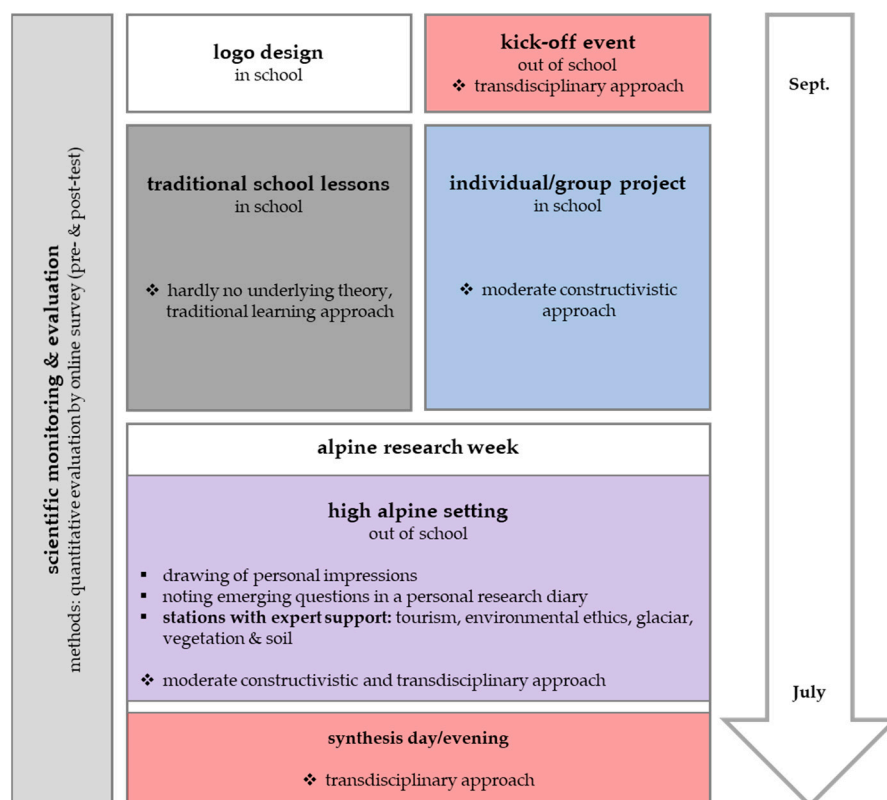 scientific monitoring & evaluation
methods: quantitative evaluation by online survey (pre- & post-test)
logo design
in school
kick-off event
out of school
❖ transdisciplinary approach
Sept.
traditional school lessons
in school
❖ hardly no underlying theory,
traditional learning approach
individual/group project
in school
❖ moderate constructivistic
approach
alpine research week
high alpine setting
out of school
▪ drawing of personal impressions
▪ noting emerging questions in a personal research diary
▪ stations with expert support: tourism, environmental ethics, glaciar,
vegetation & soil
❖ moderate constructivistic and transdisciplinary approach
July
synthesis day/evening
❖ transdisciplinary approach